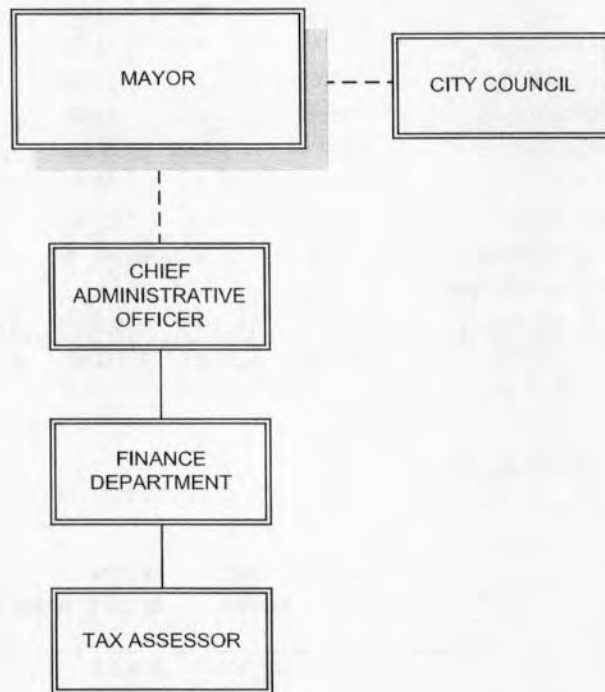 MAYOR
CITY COUNCIL
CHIEF
ADMINISTRATIVE
OFFICER
FINANCE
DEPARTMENT
TAX ASSESSOR